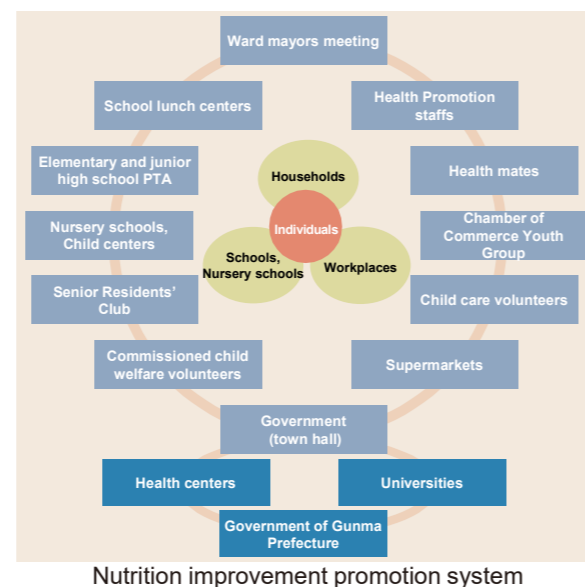 Ward mayors meeting
School lunch centers
Health Promotion
staffs
Elementary and junior
high school PTA
Households
Health mates
Individuals
Nursery schools,
Child centers
Chamber of
Commerce Youth
Group
Schools,
Nursery schools
Workplaces
Senior Residents'
Club
Child care volunteers
Commissioned child
welfare volunteers
Supermarkets
Government
(town hall)
Health centers
Universities
Government of Gunma
Prefecture
Nutrition improvement promotion system